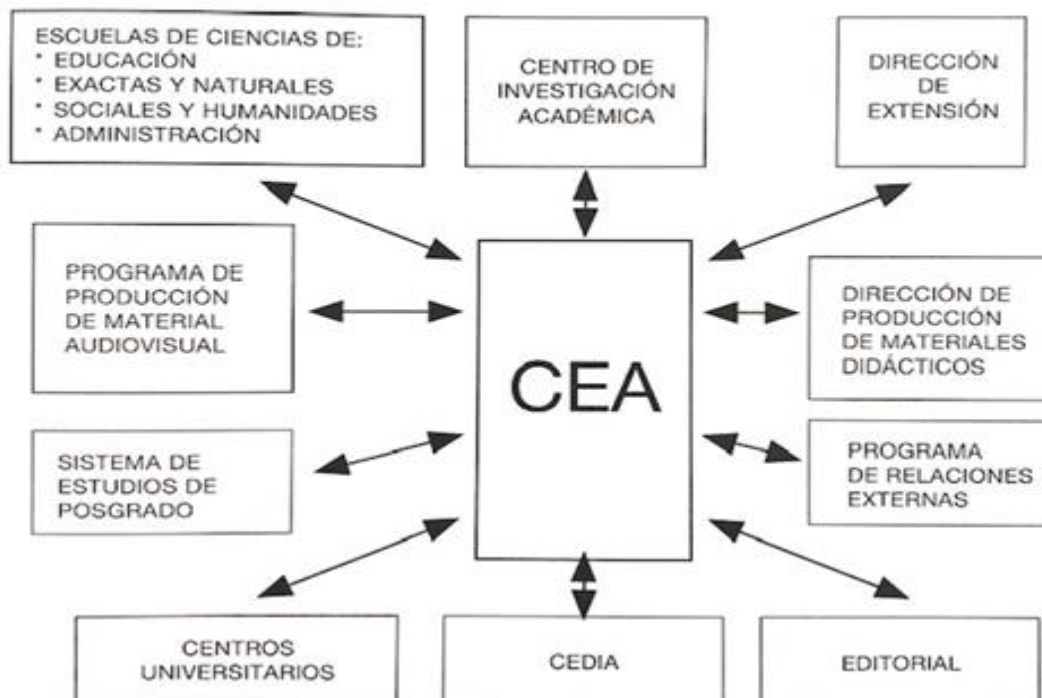 ESCUELAS DE CIENCIAS DE:
* EDUCACIÓN
* EXACTAS Y NATURALES
* SOCIALES Y HUMANIDADES
* ADMINISTRACIÓN
CENTRO DE
INVESTIGACIÓN
ACADÉMICA
DIRECCIÓN
DE
EXTENSIÓN
PROGRAMA DE
PRODUCCIÓN
DE MATERIAL
AUDIOVISUAL
CEA
DIRECCIÓN DE
PRODUCCIÓN
DE MATERIALES
DIDÁCTICOS
SISTEMA DE
ESTUDIOS DE
POSGRADO
PROGRAMA
DE RELACIONES
EXTERNAS
CENTROS
UNIVERSITARIOS
CEDIA
EDITORIAL